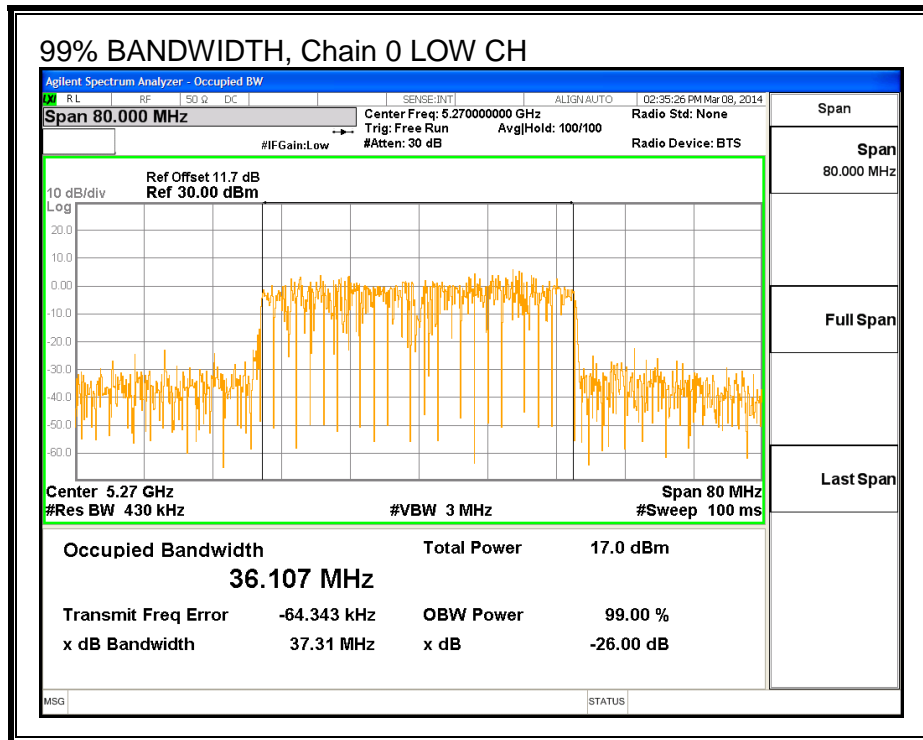 99% BANDWIDTH, Chain 0 LOW CH
Agilent Spectrum Analyzer - Occupied BW
LXI RL RF 50 Ω DC SENSE:INT ALIGN AUTO 02:35:26 PM Mar 08, 2014
Span 80.000 MHz
Center Freq: 5.270000000 GHz
Radio Std: None
Trig: Free Run Avg|Hold: 100/100
#IFGain:Low #Atten: 30 dB
Radio Device: BTS
Span
Span
80.000 MHz
Full Span
Last Span
Ref Offset 11.7 dB
10 dB/div Ref 30.00 dBm
Log
20.0
10.0
0.00
-10.0
-20.0
-30.0
-40.0
-50.0
-60.0
Center 5.27 GHz Span 80 MHz
#Res BW 430 kHz #VBW 3 MHz #Sweep 100 ms
Occupied Bandwidth Total Power 17.0 dBm
36.107 MHz
Transmit Freq Error -64.343 kHz OBW Power 99.00 %
x dB Bandwidth 37.31 MHz x dB -26.00 dB
MSG STATUS